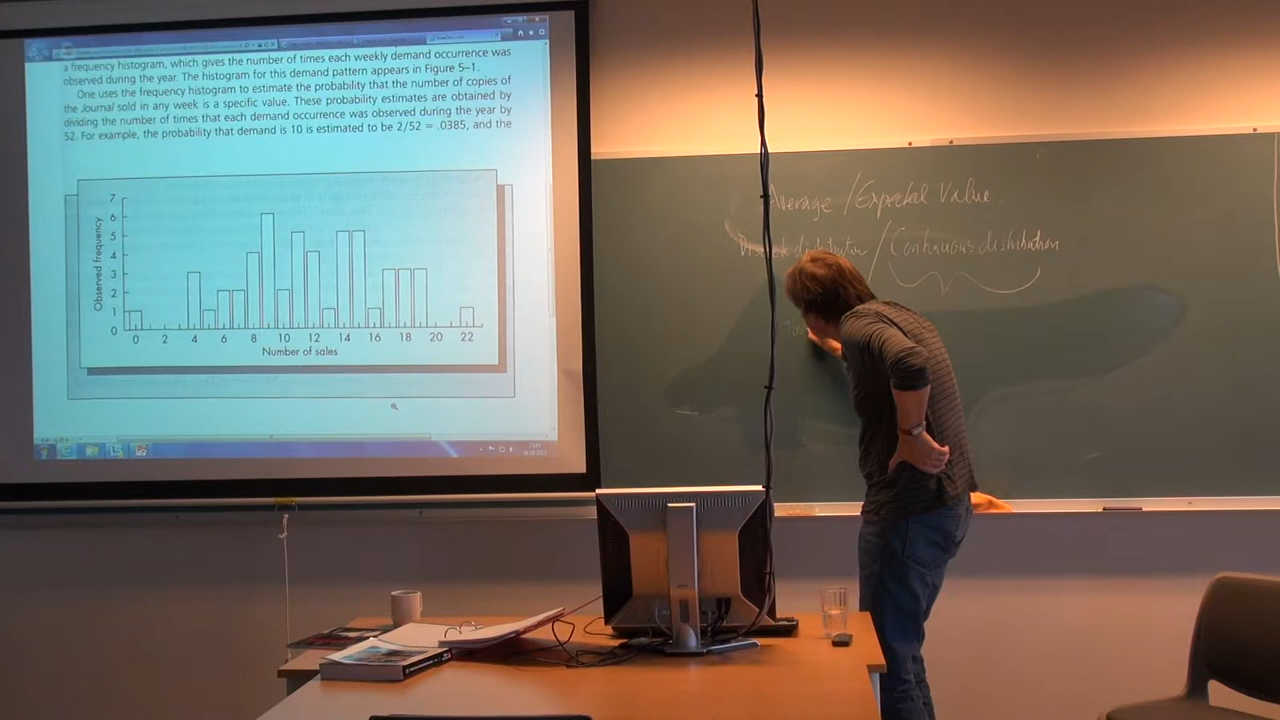 a frequency histogram, which gives the number of times each weekly demand occurrence was
observed during the year. The histogram for this demand pattern appears in Figure 5–1.
One uses the frequency histogram to estimate the probability that the number of copies of
the Journal sold in any week is a specific value. These probability estimates are obtained by
dividing the number of times that each demand occurrence was observed during the year by
52. For example, the probability that demand is 10 is estimated to be 2/52 = .0385, and the
Observed frequency
7
6
5
4
3
2
1
0
0 2 4 6 8 10 12 14 16 18 20 22
Number of sales
Average / Expected Value
Discrete distribution / Continuous distribution